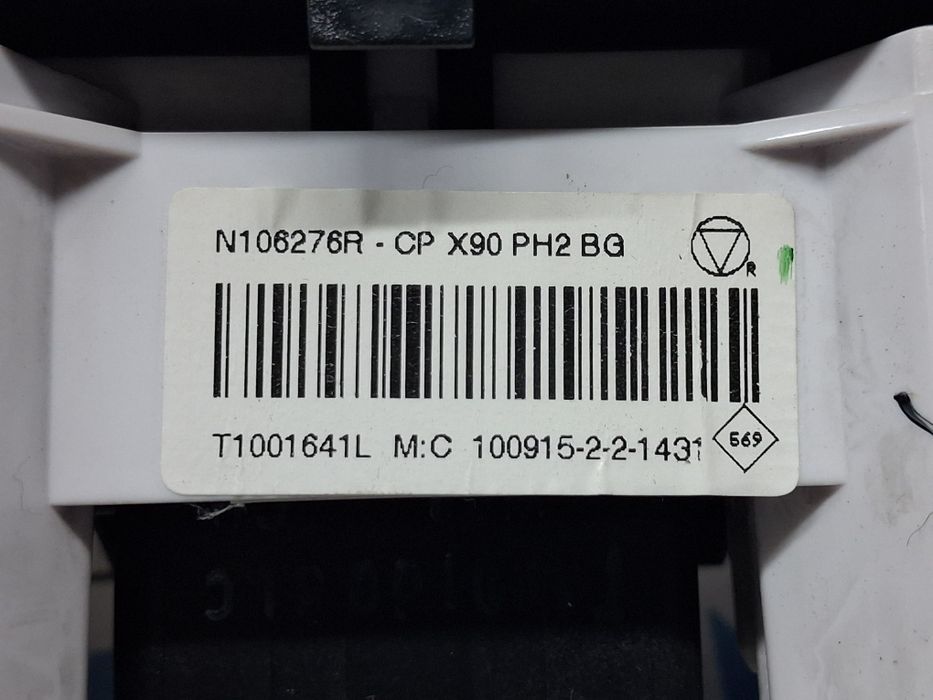 N106276R - CP X90 PH2 BG
R
T1001641L M:C 100915-2-2-1431
569